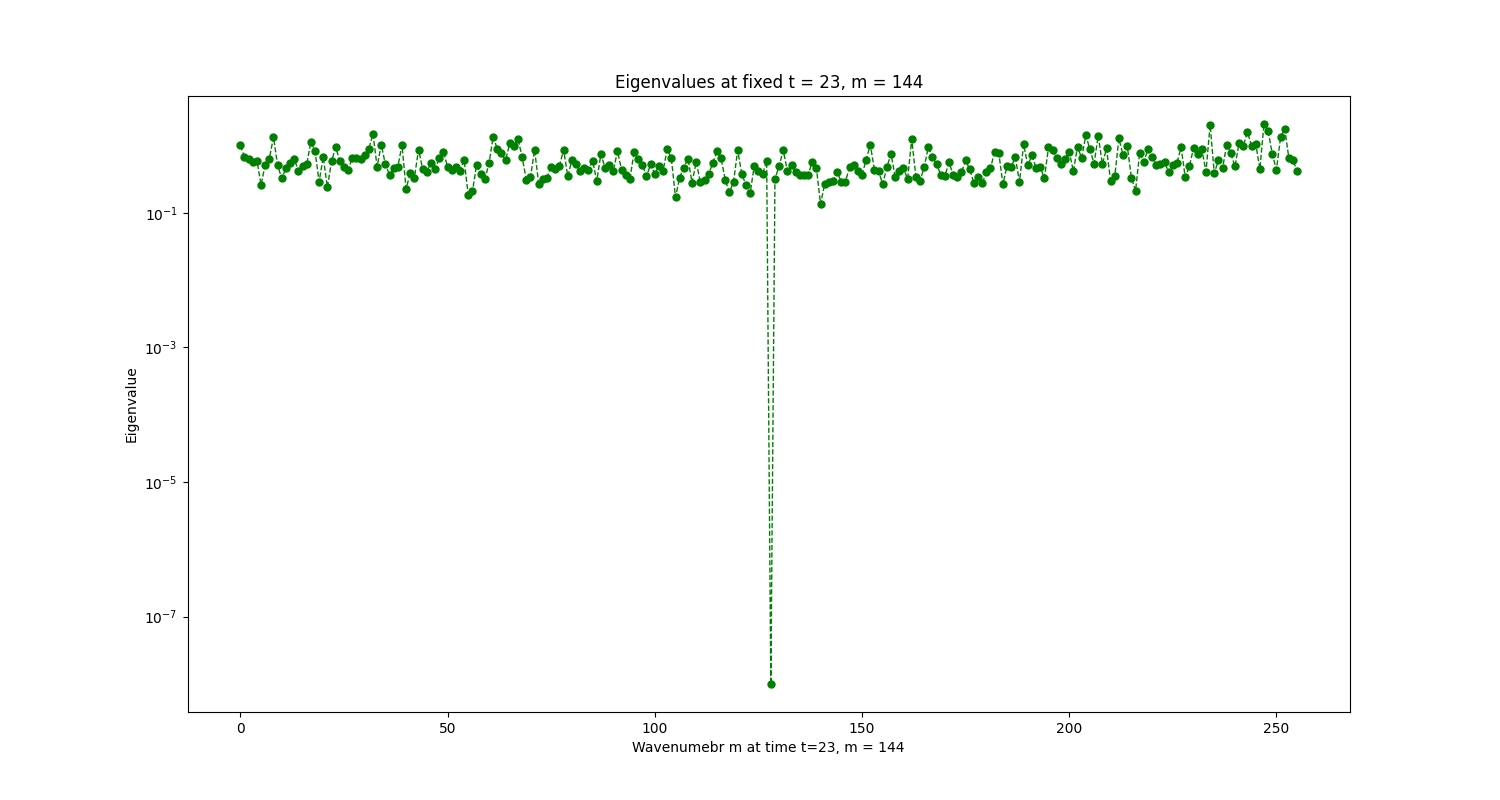 Eigenvalues at fixed t = 23, m = 144
Eigenvalue
10⁻¹
10⁻³
10⁻⁵
10⁻⁷
0 50 100 150 200 250
Wavenumebr m at time t=23, m = 144